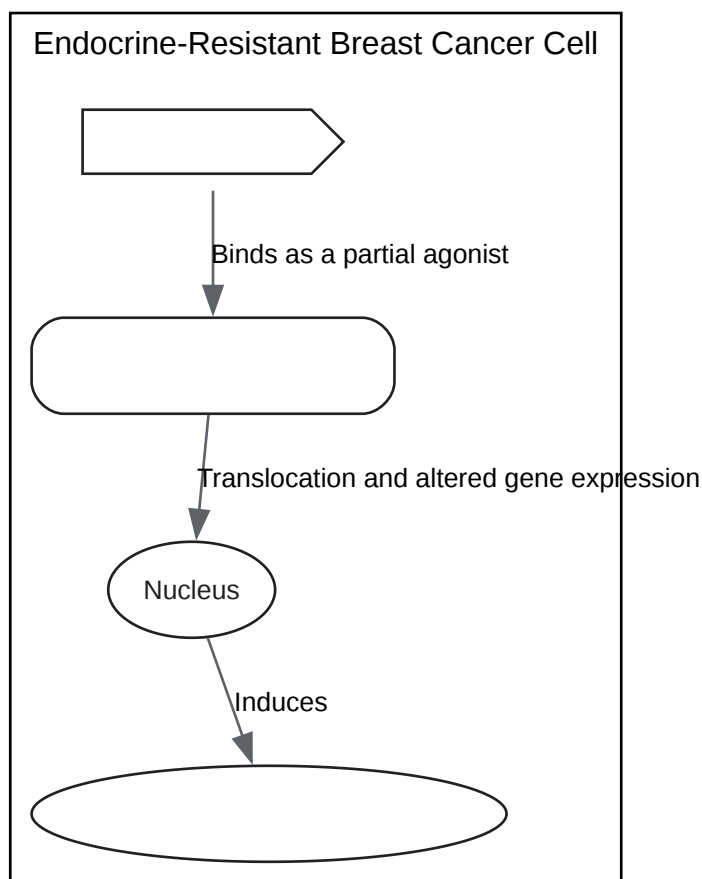 Endocrine-Resistant Breast Cancer Cell
Binds as a partial agonist
Translocation and altered gene expression
Nucleus
Induces